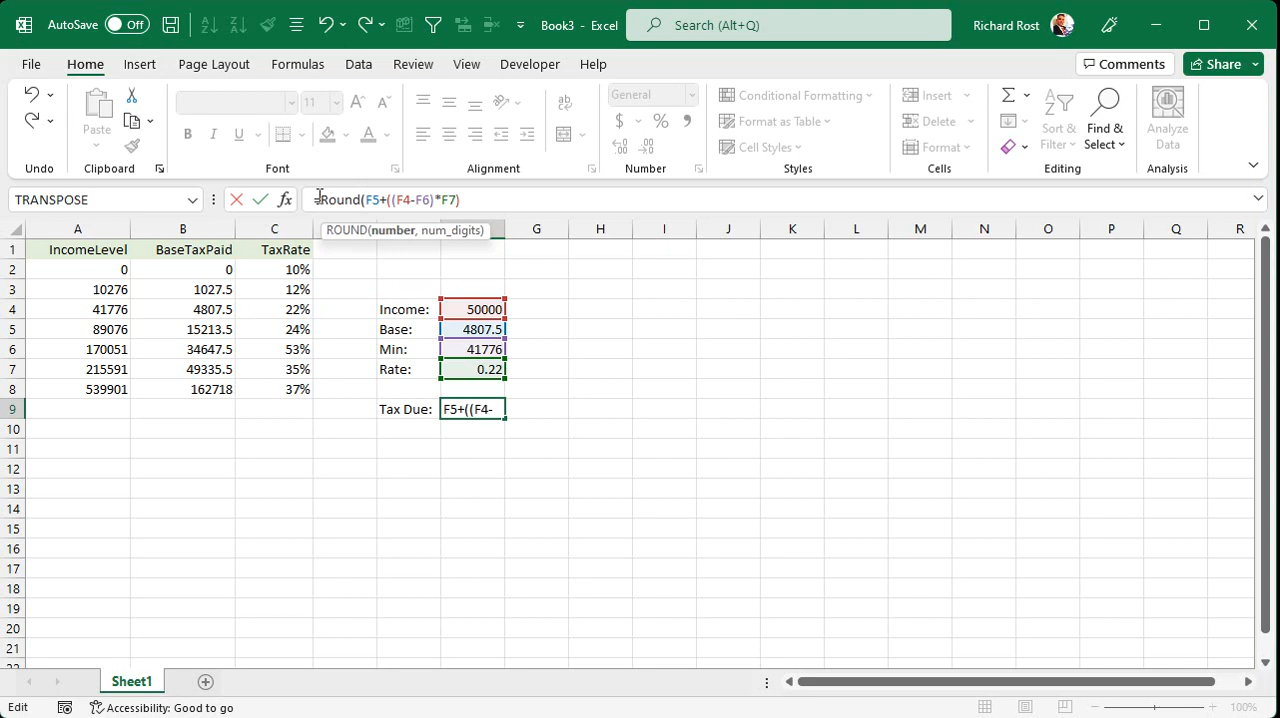 AutoSave Off Book3 - Excel Search (Alt+Q) Richard Rost
File Home Insert Page Layout Formulas Data Review View Developer Help Comments Share
Paste
11
B I U A
General
$ % 9
Conditional Formatting
Format as Table
Cell Styles
Insert
Delete
Format
Sort &
Filter
Find &
Select
Analyze
Data
Undo Clipboard Font Alignment Number Styles Cells Editing Analysis
TRANSPOSE fx =Round(F5+((F4-F6)*F7)
ROUND(number, num_digits)
A B C G H I J K L M N O P Q R
1 IncomeLevel BaseTaxPaid TaxRate
2 0 0 10%
3 10276 1027.5 12%
4 41776 4807.5 22% Income: 50000
5 89076 15213.5 24% Base: 4807.5
6 170051 34647.5 53% Min: 41776
7 215591 49335.5 35% Rate: 0.22
8 539901 162718 37%
9 Tax Due: F5+((F4-
10
11
12
13
14
15
16
17
18
19
20
21
22
Sheet1
Edit Accessibility: Good to go 100%